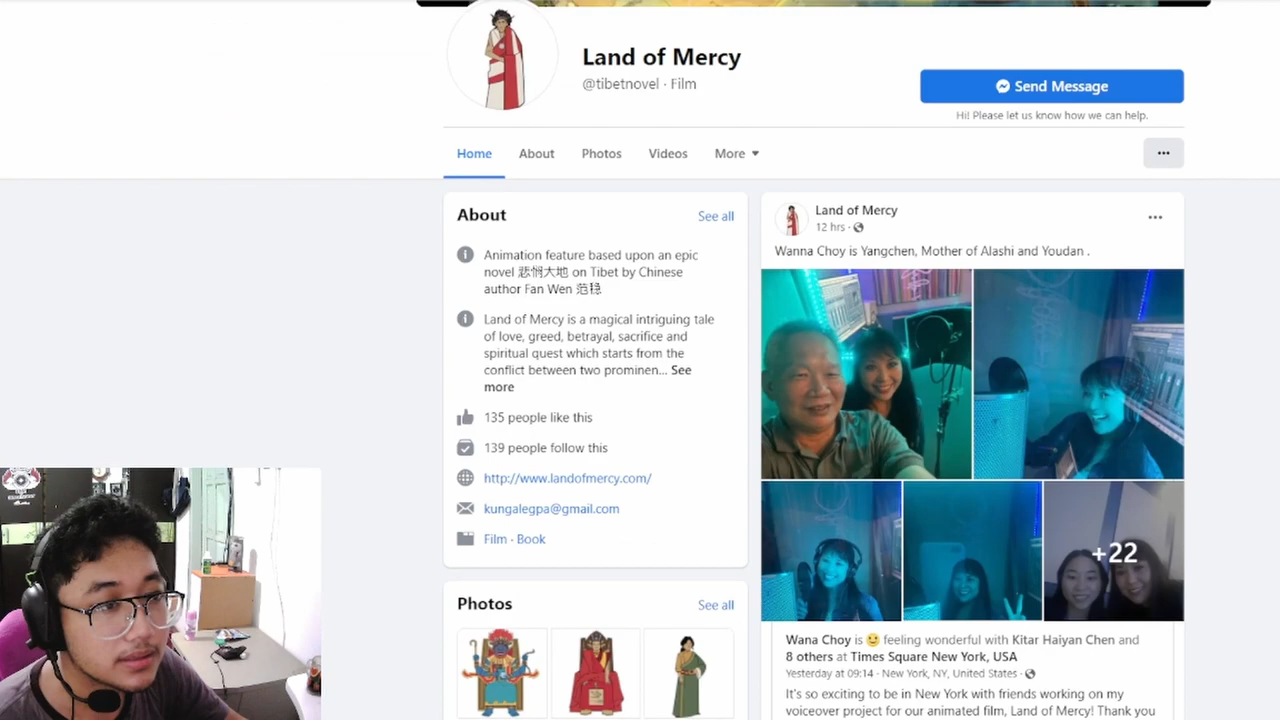 Land of Mercy
@tibetnovel · Film
Send Message
Hi! Please let us know how we can help.
Home
About
Photos
Videos
More
About
See all
Animation feature based upon an epic
novel 悲悯大地 on Tibet by Chinese
author Fan Wen 范稳
Land of Mercy is a magical intriguing tale
of love, greed, betrayal, sacrifice and
spiritual quest which starts from the
conflict between two prominen... See
more
135 people like this
139 people follow this
http://www.landofmercy.com/
kungalegpa@gmail.com
Film · Book
Photos
See all
Land of Mercy
12 hrs ·
Wanna Choy is Yangchen, Mother of Alashi and Youdan .
+22
Wana Choy is feeling wonderful with Kitar Haiyan Chen and
8 others at Times Square New York, USA
Yesterday at 09:14 · New York, NY, United States ·
It's so exciting to be in New York with friends working on my
voiceover project for our animated film, Land of Mercy! Thank you